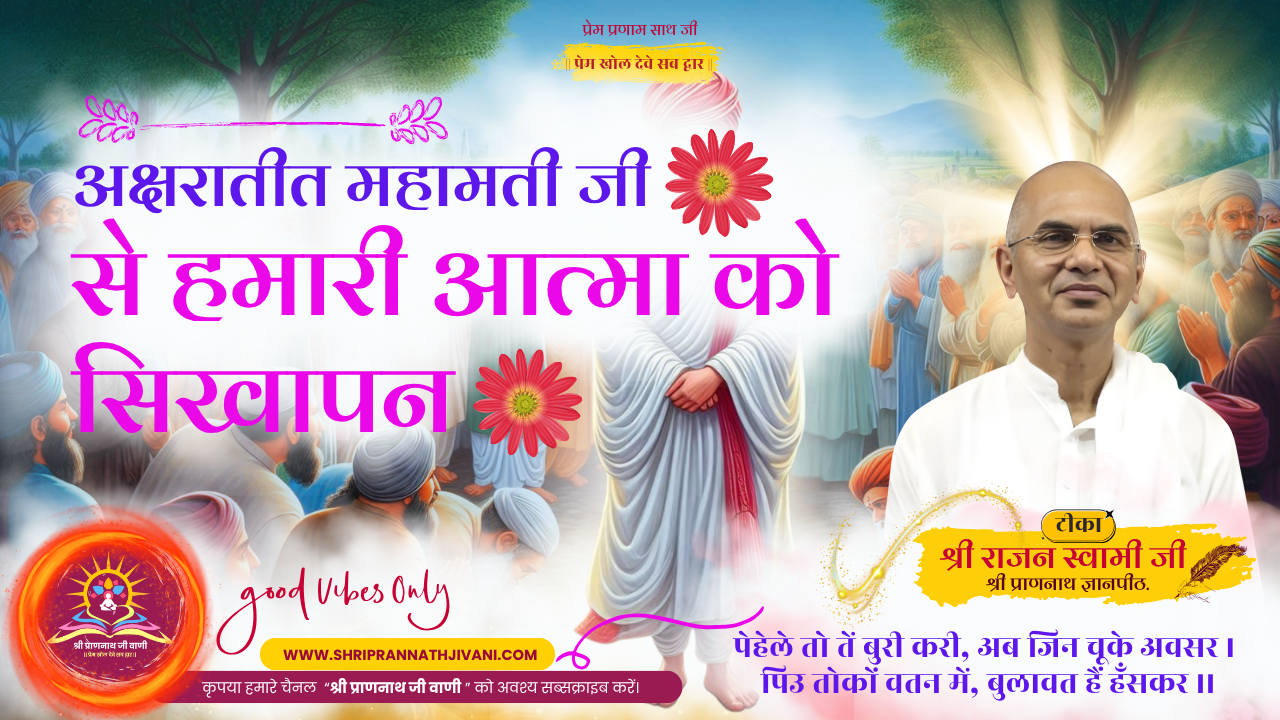 प्रेम प्रणाम साथ जी
॥ प्रेम खोल देवे सब द्वार ॥
अक्षरातीत महामती जी
से हमारी आत्मा को
सिखापन
टीका
श्री राजन स्वामी जी
श्री प्राणनाथ ज्ञानपीठ.
good Vibes Only
श्री प्राणनाथ जी वाणी
॥ प्रेम खोल देवे सब द्वार ॥
WWW.SHRIPRANNATHJIVANI.COM
कृपया हमारे चैनल “श्री प्राणनाथ जी वाणी ” को अवश्य सब्सक्राइब करें।
पेहेले तो तें बुरी करी, अब जिन चूके अवसर ।
पिउ तोकों वतन में, बुलावत हैं हँसकर ॥